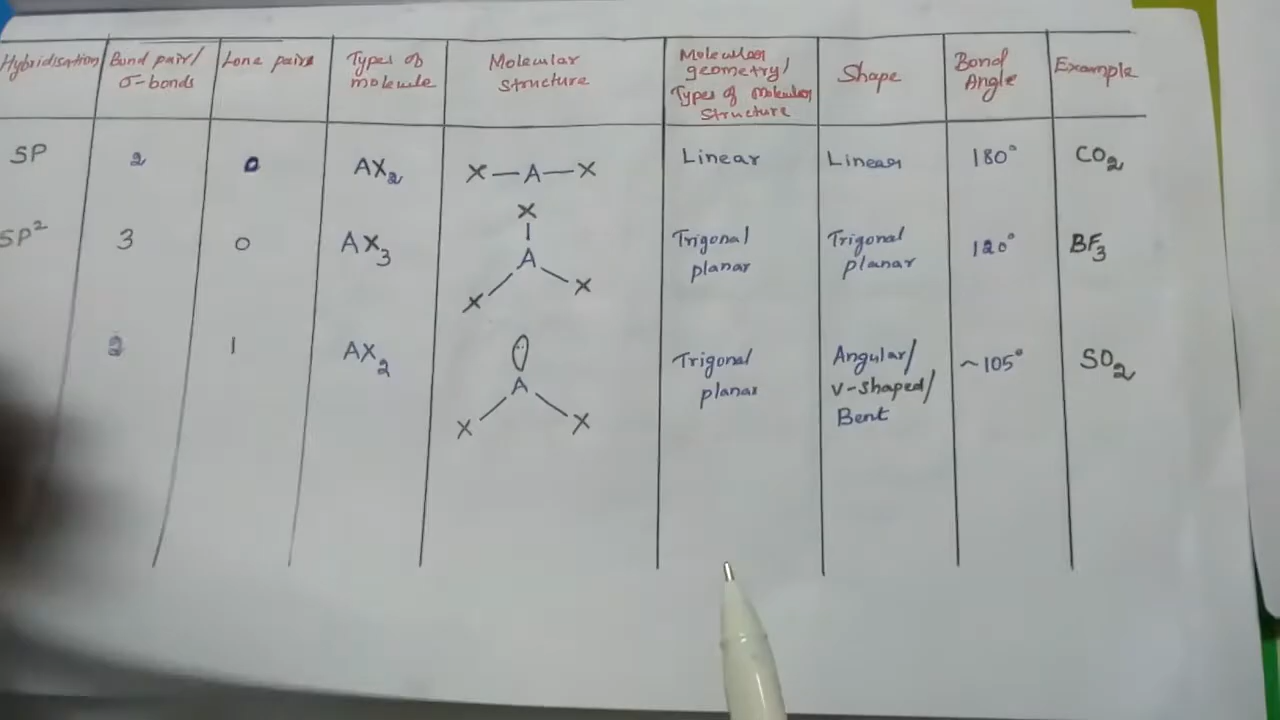 Hybridisation
Bond pair/
σ-bonds
Lone pairs
Types of
molecule
Molecular
structure
Molecular
geometry/
Types of Molecular
structure
Shape
Bond
Angle
Example
SP
2
0
AX2
X—A—X
Linear
Linear
180°
CO2
SP²
3
0
AX3
X
A
X X
Trigonal
planar
Trigonal
planar
120°
BF3
2
1
AX2
A
X X
Trigonal
planar
Angular/
V-shaped/
Bent
~105°
SO2